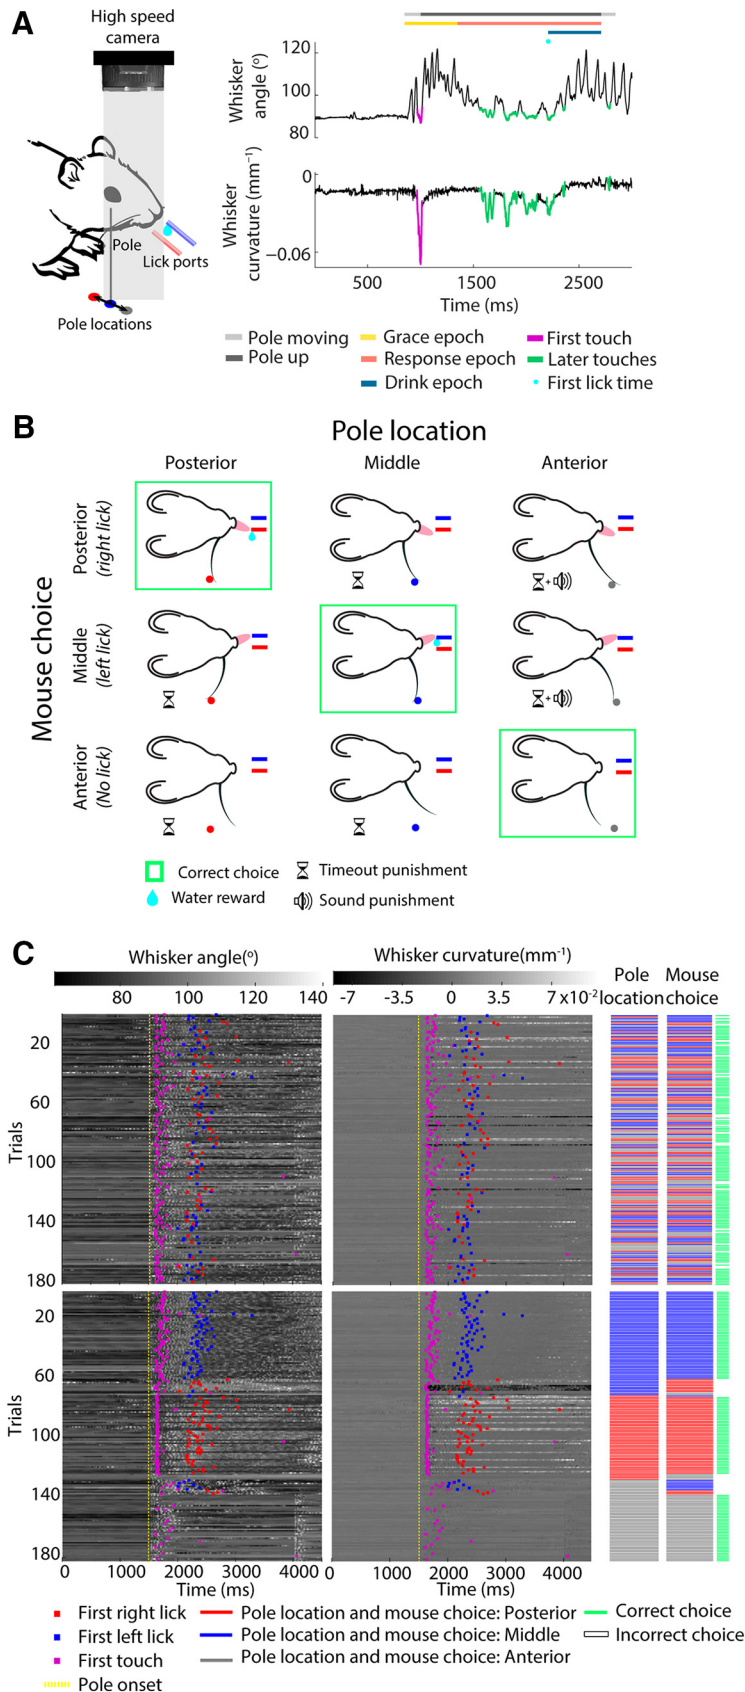 A
High speed
camera
Pole
Lick ports
Pole locations
Whisker
angle (º)
120
100
80
Whisker
curvature (mm⁻¹)
0
−0.06
500
1500
2500
Time (ms)
Pole moving
Pole up
Grace epoch
Response epoch
Drink epoch
First touch
Later touches
First lick time
B
Pole location
Posterior
Middle
Anterior
Mouse choice
Posterior
(right lick)
+
Middle
(left lick)
+
Anterior
(No lick)
Correct choice
Timeout punishment
Water reward
Sound punishment
C
Whisker angle(º)
80
100
120
140
Whisker curvature(mm⁻¹)
-7
-3.5
0
3.5
7 x10⁻²
Pole
location
Mouse
choice
Trials
20
60
100
140
180
Trials
20
60
100
140
180
0
1000
2000
3000
4000
Time (ms)
0
1000
2000
3000
4000
Time (ms)
First right lick
First left lick
First touch
Pole onset
Pole location and mouse choice: Posterior
Pole location and mouse choice: Middle
Pole location and mouse choice: Anterior
Correct choice
Incorrect choice